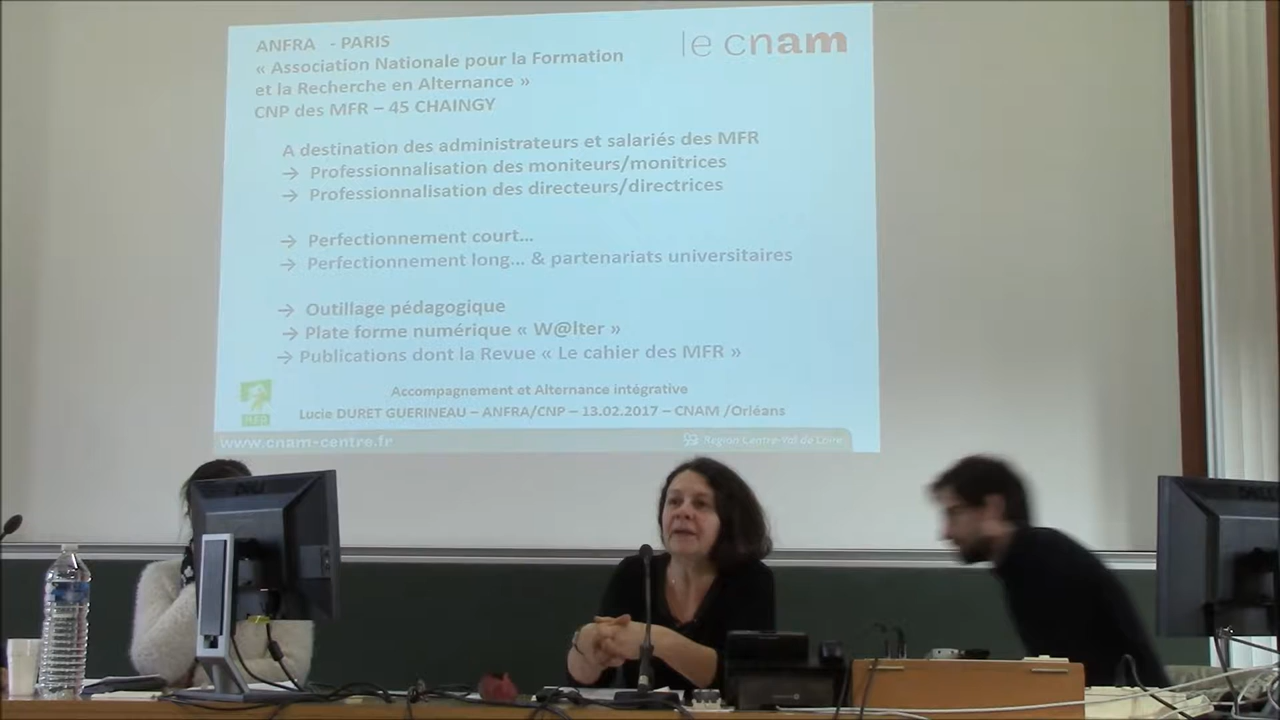 ANFRA - PARIS
le cnam
« Association Nationale pour la Formation
et la Recherche en Alternance »
CNP des MFR – 45 CHAINGY
A destination des administrateurs et salariés des MFR
→ Professionnalisation des moniteurs/monitrices
→ Professionnalisation des directeurs/directrices
→ Perfectionnement court...
→ Perfectionnement long... & partenariats universitaires
→ Outillage pédagogique
→ Plate forme numérique « W@lter »
→ Publications dont la Revue « Le cahier des MFR »
Accompagnement et Alternance intégrative
Lucie DURET GUERINEAU – ANFRA/CNP – 13.02.2017 – CNAM /Orléans
www.cnam-centre.fr
Région Centre-Val de Loire
DELL